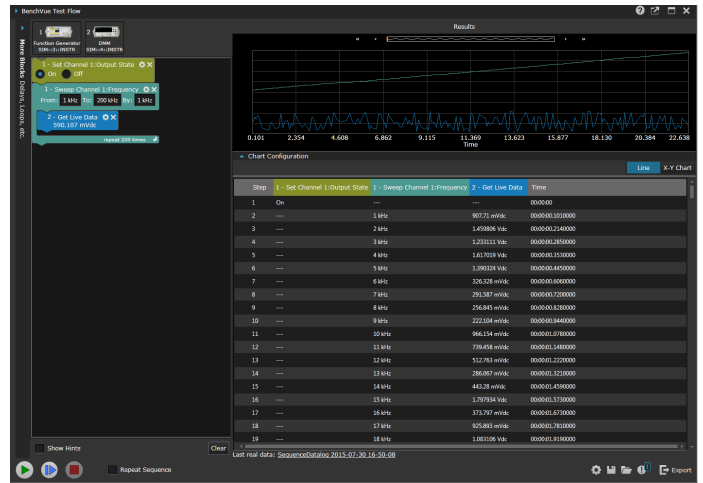 BenchVue Test Flow
More Blocks Delays, Loops, etc.
1
Function Generator
SIM::3::INSTR
2
DMM
SIM::4::INSTR
1 - Set Channel 1:Output State
On Off
1 - Sweep Channel 1:Frequency
From: 1 kHz To: 200 kHz By: 1 kHz
2 - Get Live Data
590.107 mVdc
repeat 200 times
Results
0.101 2.354 4.608 6.862 9.115 11.369 13.623 15.877 18.130 20.384 22.638
Time
Chart Configuration
Line X-Y Chart
Step 1 - Set Channel 1:Output State 1 - Sweep Channel 1:Frequency 2 - Get Live Data Time
1 On --- --- 00:00:00
2 --- 1 kHz 907.71 mVdc 00:00:00.1010000
3 --- 2 kHz 1.459806 Vdc 00:00:00.2140000
4 --- 3 kHz 1.233111 Vdc 00:00:00.2850000
5 --- 4 kHz 1.617019 Vdc 00:00:00.3530000
6 --- 5 kHz 1.390324 Vdc 00:00:00.4450000
7 --- 6 kHz 326.328 mVdc 00:00:00.6060000
8 --- 7 kHz 291.587 mVdc 00:00:00.7200000
9 --- 8 kHz 256.845 mVdc 00:00:00.8280000
10 --- 9 kHz 222.104 mVdc 00:00:00.9440000
11 --- 10 kHz 966.154 mVdc 00:00:01.0780000
12 --- 11 kHz 739.458 mVdc 00:00:01.1480000
13 --- 12 kHz 512.763 mVdc 00:00:01.2220000
14 --- 13 kHz 286.067 mVdc 00:00:01.3210000
15 --- 14 kHz 443.28 mVdc 00:00:01.4590000
16 --- 15 kHz 1.797934 Vdc 00:00:01.5730000
17 --- 16 kHz 373.797 mVdc 00:00:01.6730000
18 --- 17 kHz 925.893 mVdc 00:00:01.7810000
19 --- 18 kHz 1.083106 Vdc 00:00:01.9190000
Show Hints Clear
Last real data: SequenceDatalog 2015-07-30 16-50-08
Repeat Sequence
Export